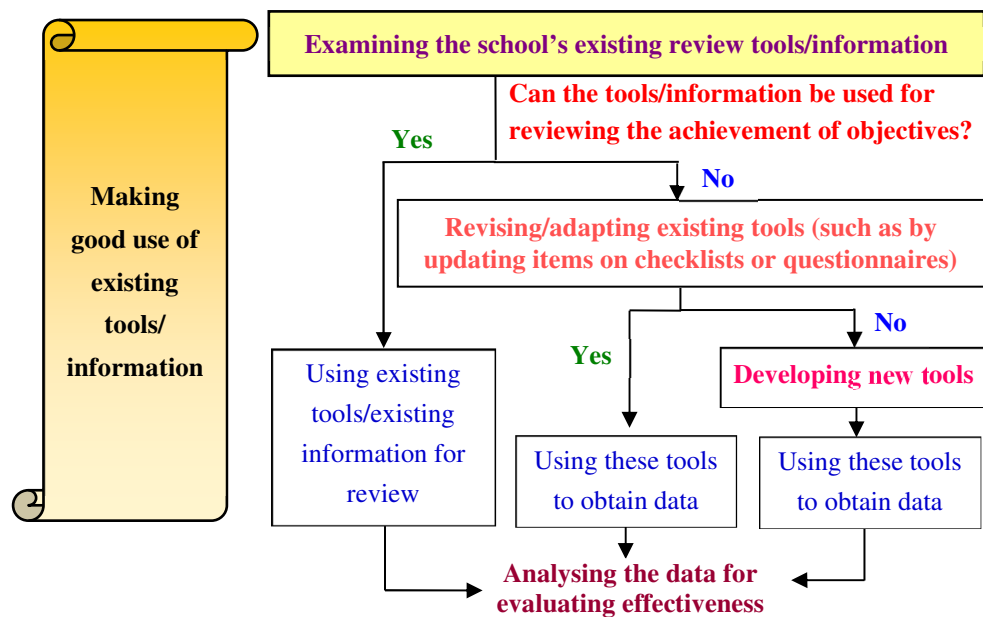 Making
good use of
existing
tools/
information
Examining the school’s existing review tools/information
Can the tools/information be used for
reviewing the achievement of objectives?
Yes
No
Revising/adapting existing tools (such as by
updating items on checklists or questionnaires)
Yes
No
Using existing
tools/existing
information for
review
Developing new tools
Using these tools
to obtain data
Using these tools
to obtain data
Analysing the data for
evaluating effectiveness